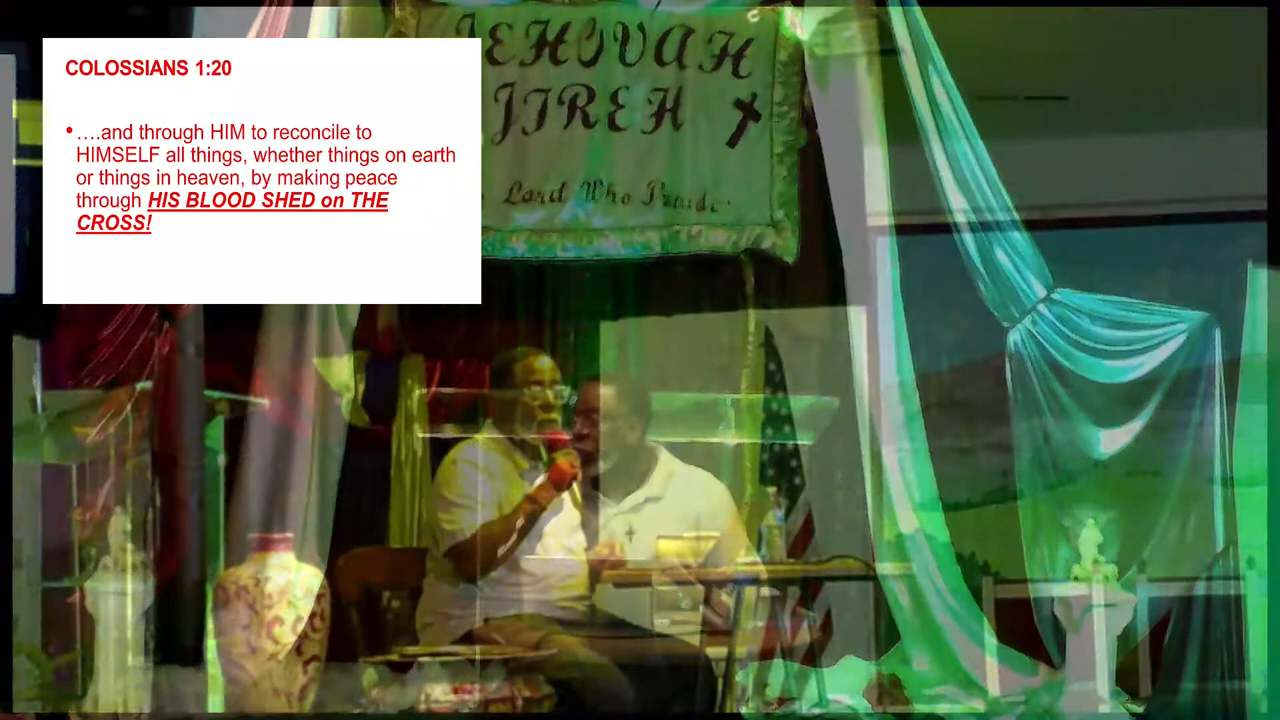 COLOSSIANS 1:20
•….and through HIM to reconcile to
HIMSELF all things, whether things on earth
or things in heaven, by making peace
through HIS BLOOD SHED on THE
CROSS!
JEHOVAH
JIREH
Lord Who